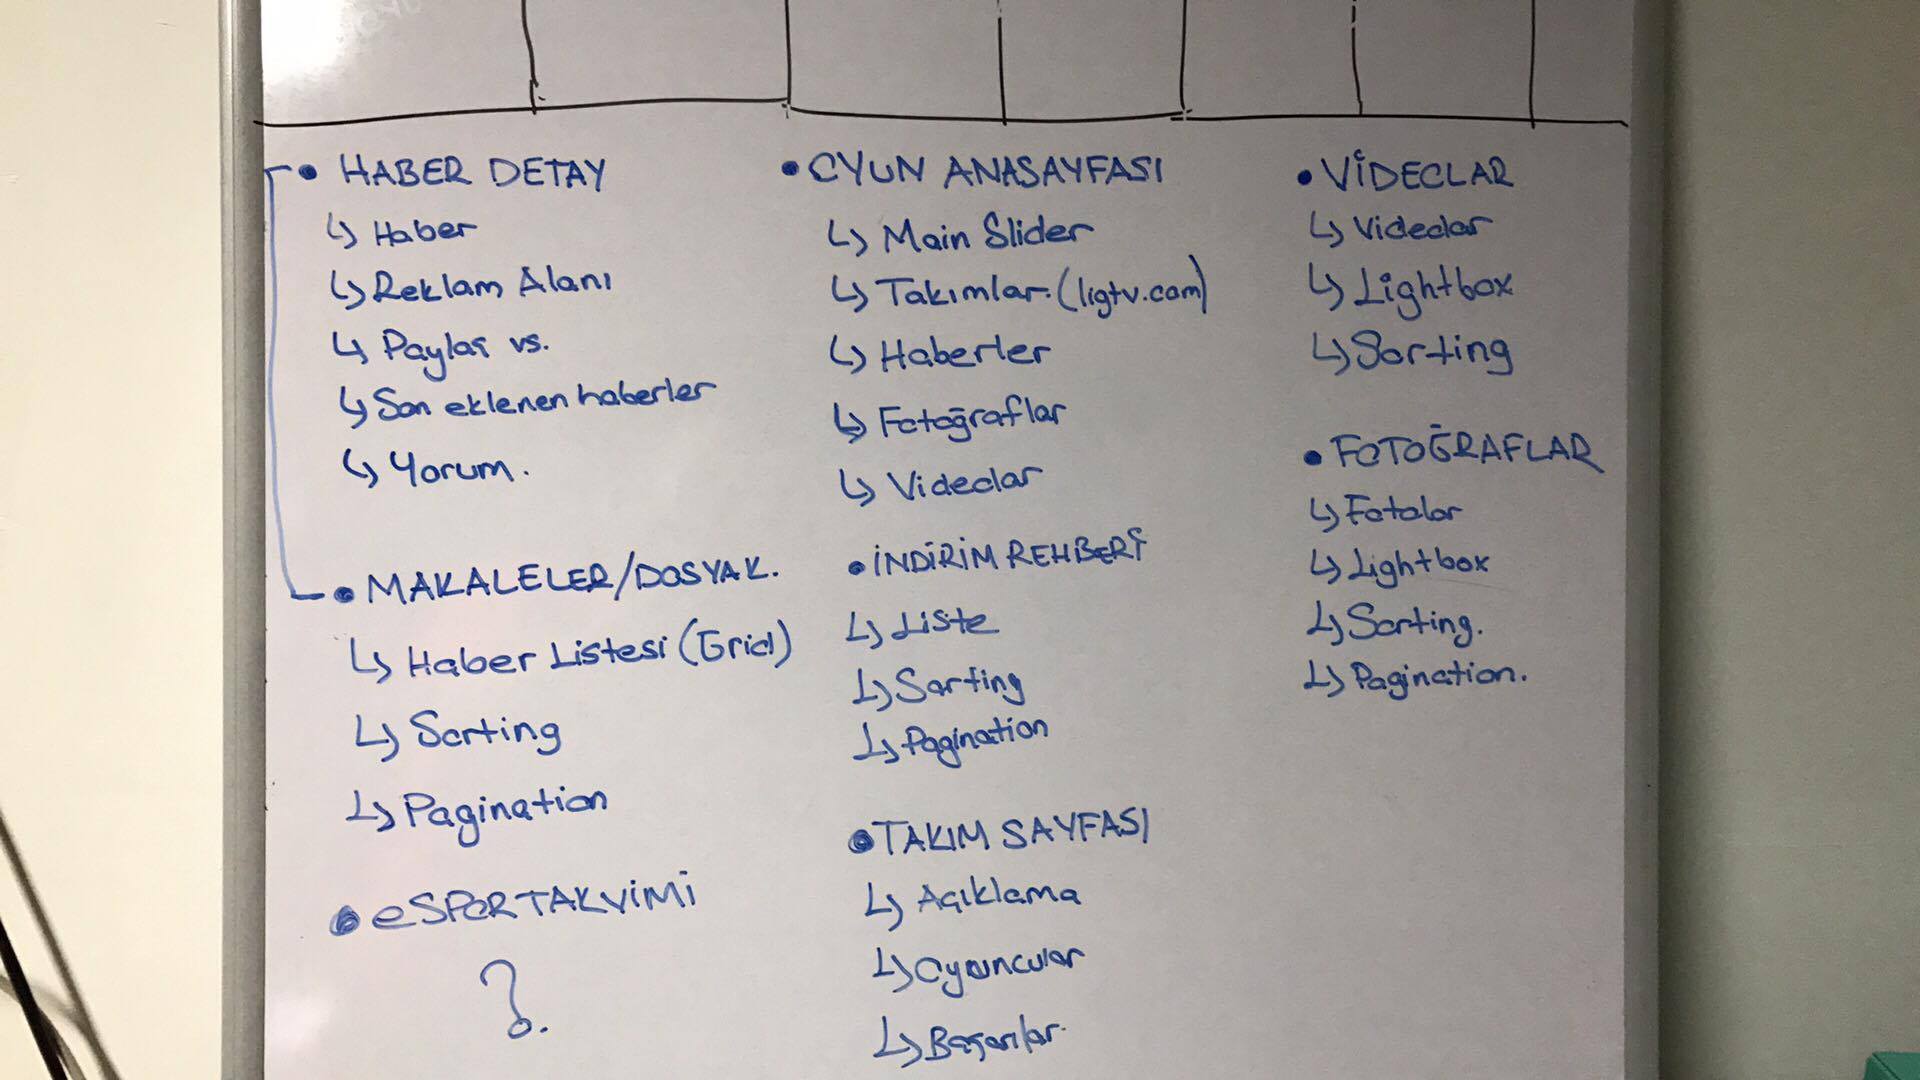 • HABER DETAY
↳ Haber
↳ Reklam Alanı
↳ Paylaş vs.
↳ Son eklenen haberler
↳ Yorum.
• MAKALELER/DOSYAK.
↳ Haber Listesi (Grid)
↳ Sorting
↳ Pagination
• eSPOR TAKVİMİ
?
• OYUN ANASAYFASI
↳ Main Slider
↳ Takımlar. (ligtv.com)
↳ Haberler
↳ Fotoğraflar
↳ Videolar
• İNDİRİM REHBERİ
↳ Liste
↳ Sorting
↳ Pagination
• TAKIM SAYFASI
↳ Açıklama
↳ Oyuncular
↳ Başarılar.
• VİDEOLAR
↳ Videolar
↳ Lightbox
↳ Sorting
• FOTOĞRAFLAR
↳ Fotolar
↳ Lightbox
↳ Sorting.
↳ Pagination.